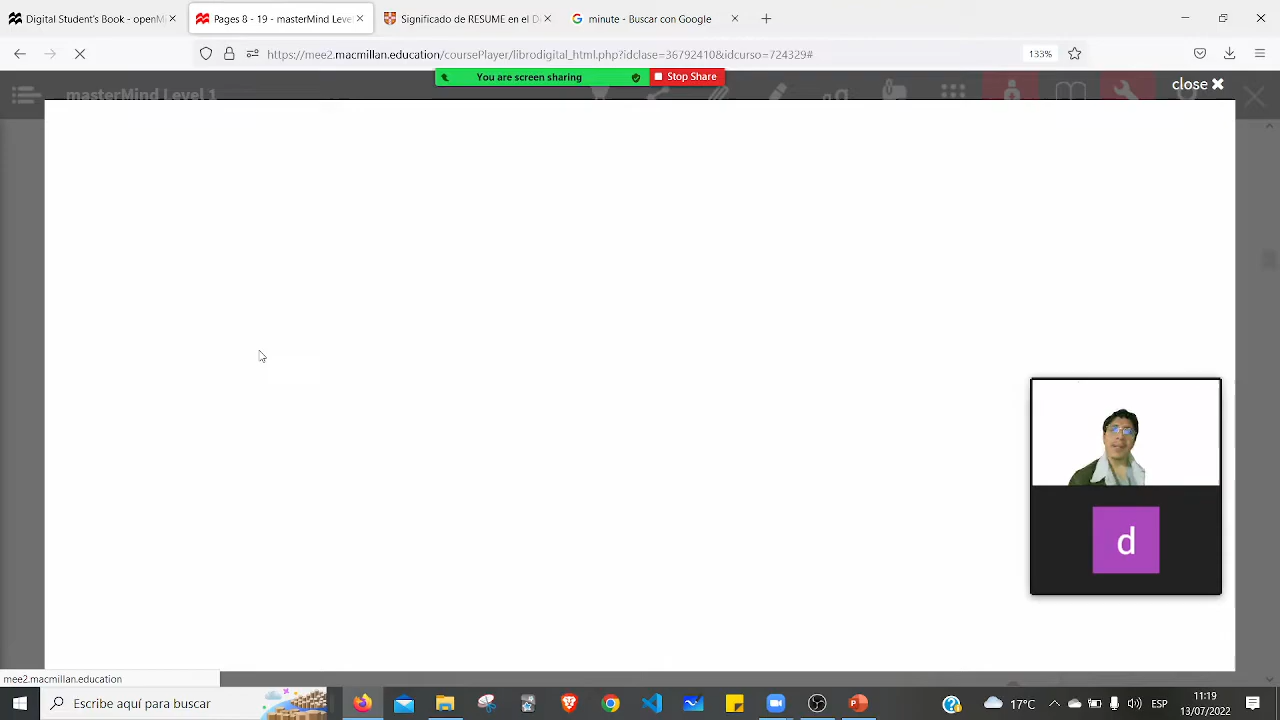 Digital Student's Book - openMi
Pages 8 - 19 - masterMind Leve
Significado de RESUME en el Di
minute - Buscar con Google
https://mee2.macmillan.education/coursePlayer/librodigital_html.php?idclase=36792410&idcurso=724329#
133%
You are screen sharing
Stop Share
masterMind Level 1
close
d
mee2.macmillan.education
Escribe aquí para buscar
17°C
ESP
11:19
13/07/2022